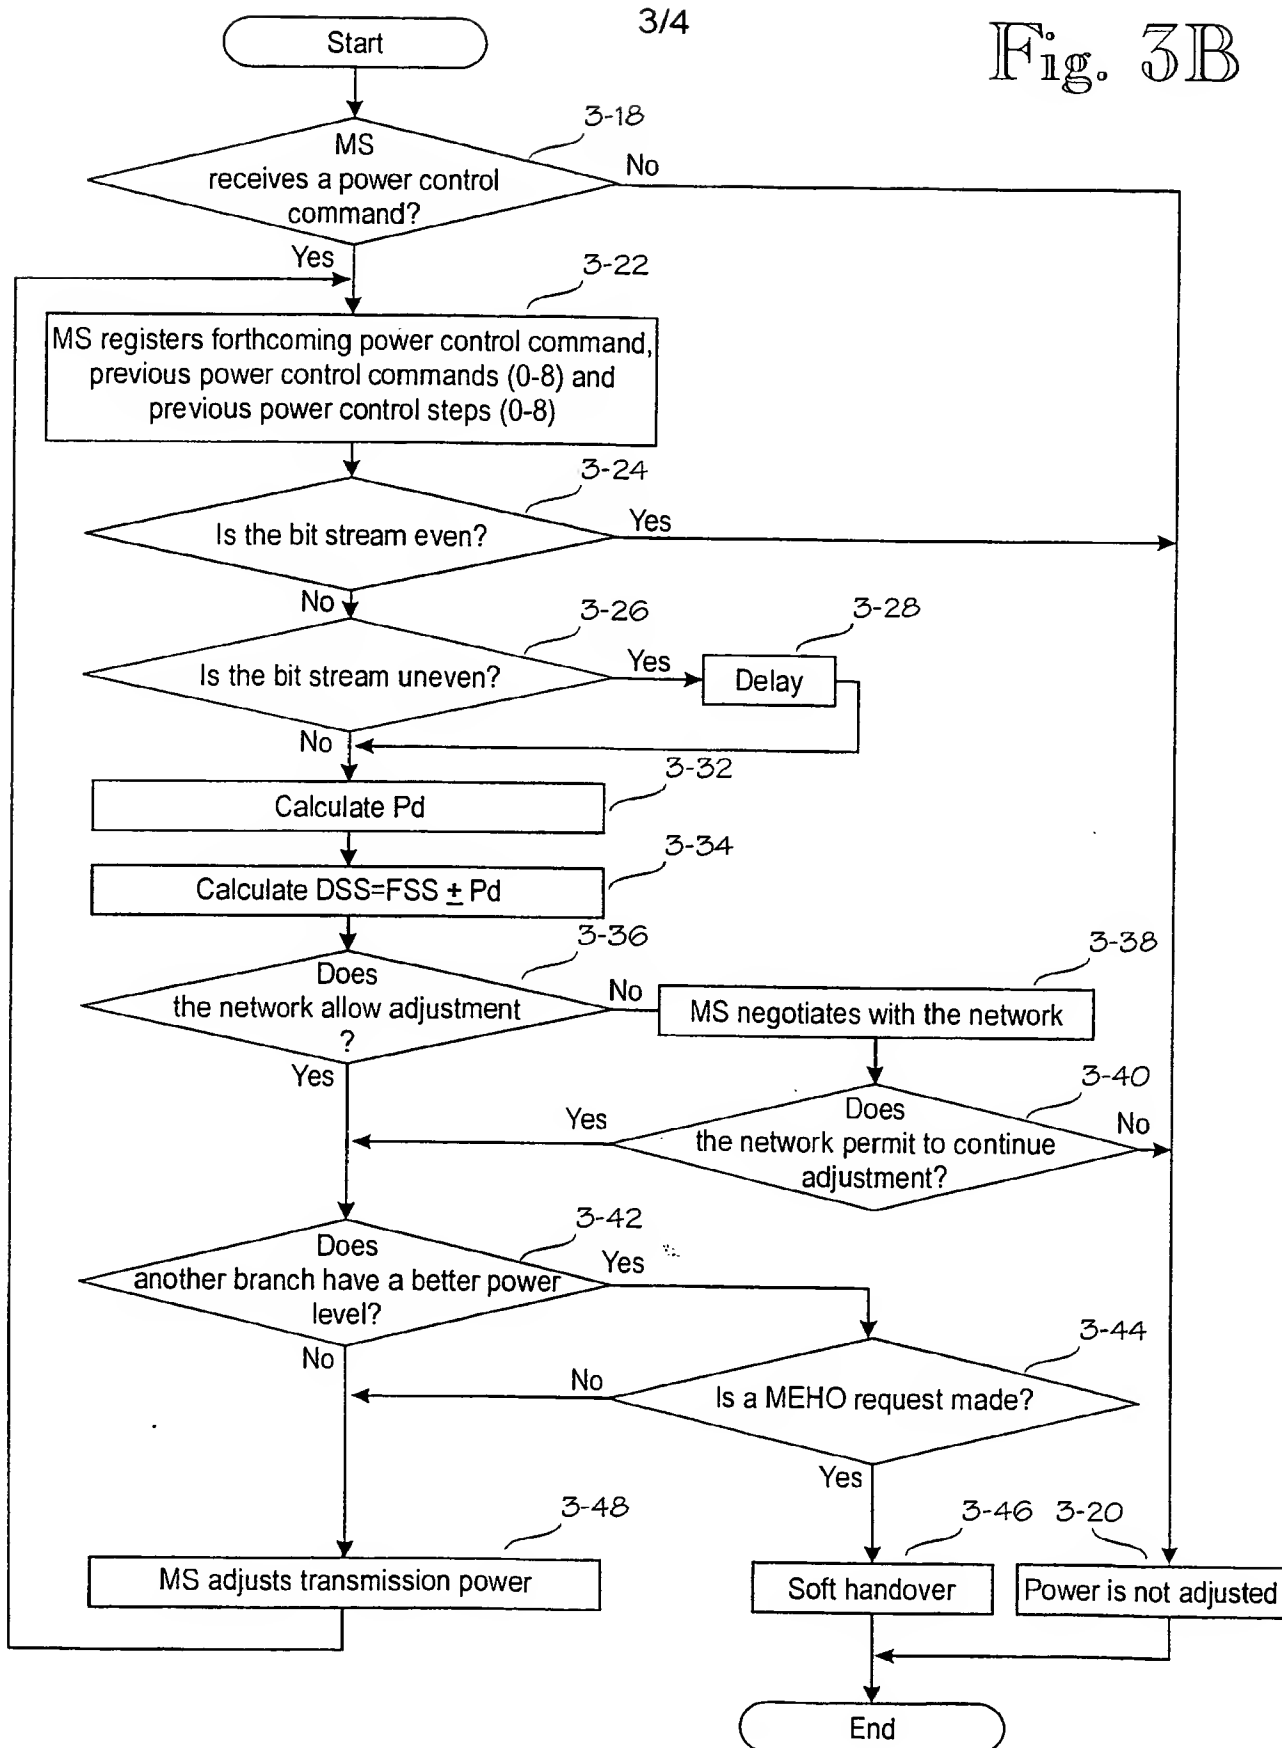 3/4
Fig. 3B
Start
3-18
MS
receives a power control
command?
No
Yes
3-22
MS registers forthcoming power control command,
previous power control commands (0-8) and
previous power control steps (0-8)
3-24
Is the bit stream even?
Yes
No
3-26
Is the bit stream uneven?
Yes
3-28
Delay
No
3-32
Calculate Pd
3-34
Calculate DSS=FSS ± Pd
3-36
Does
the network allow adjustment
?
No
3-38
MS negotiates with the network
Yes
3-40
Does
the network permit to continue
adjustment?
Yes
No
3-42
Does
another branch have a better power
level?
Yes
No
3-44
Is a MEHO request made?
No
Yes
3-48
MS adjusts transmission power
3-46
Soft handover
3-20
Power is not adjusted
End